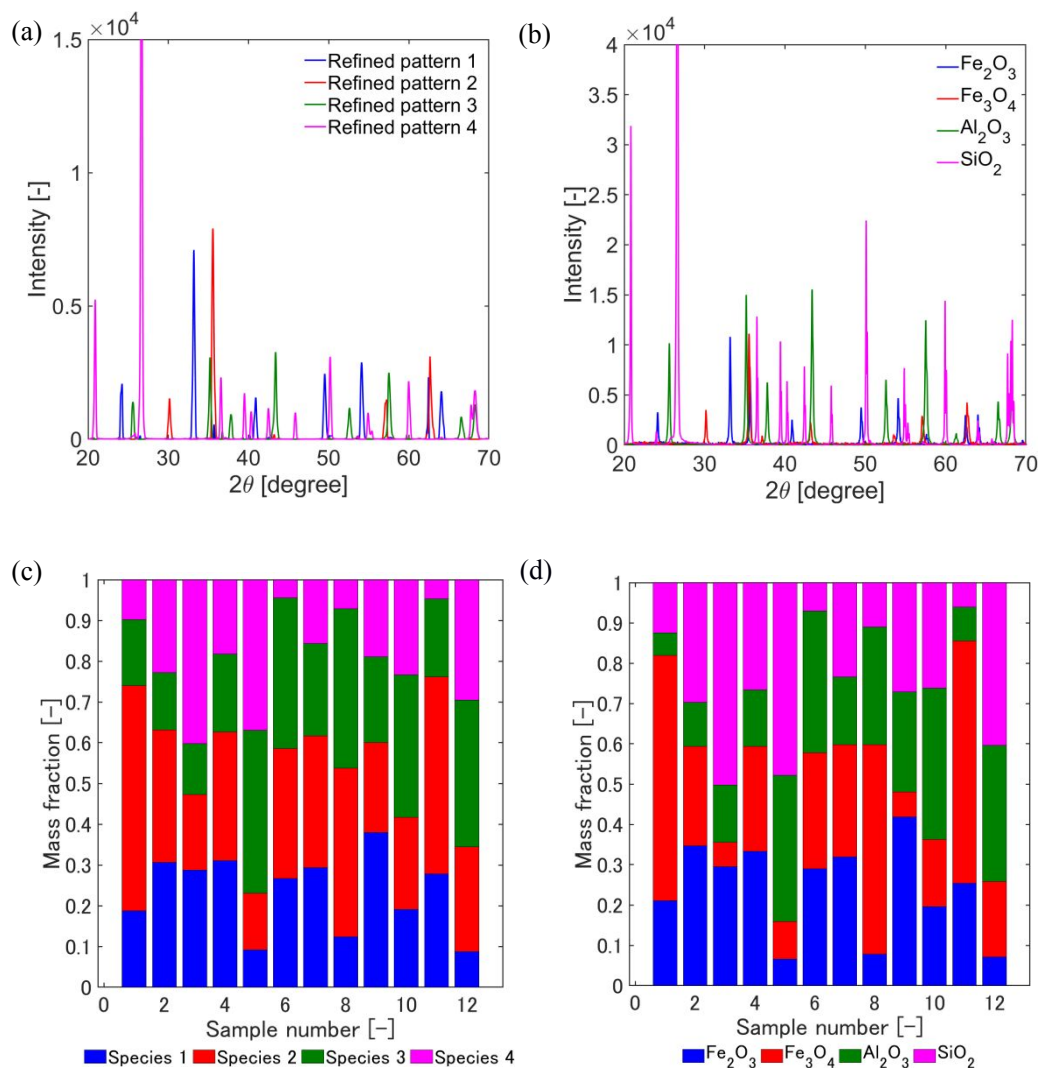 (a)
×10⁴
1.5
1
0.5
0
Intensity [-]
20 30 40 50 60 70
2θ [degree]
Refined pattern 1
Refined pattern 2
Refined pattern 3
Refined pattern 4
(b)
×10⁴
4
3.5
3
2.5
2
1.5
1
0.5
0
Intensity [-]
20 30 40 50 60 70
2θ [degree]
Fe₂O₃
Fe₃O₄
Al₂O₃
SiO₂
(c)
1
0.9
0.8
0.7
0.6
0.5
0.4
0.3
0.2
0.1
0
Mass fraction [-]
0 2 4 6 8 10 12
Sample number [-]
Species 1 Species 2 Species 3 Species 4
(d)
1
0.9
0.8
0.7
0.6
0.5
0.4
0.3
0.2
0.1
0
Mass fraction [-]
0 2 4 6 8 10 12
Sample number [-]
Fe₂O₃ Fe₃O₄ Al₂O₃ SiO₂